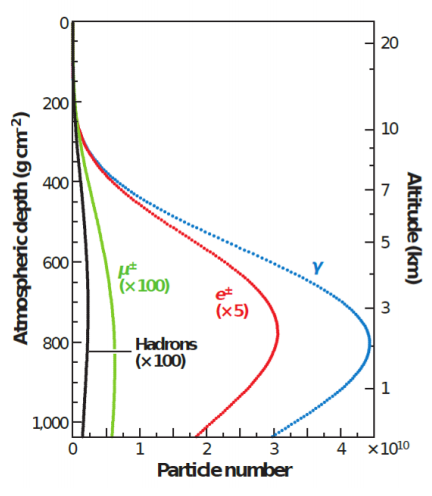 0
200
400
600
800
1,000
Atmospheric depth (g cm⁻²)
20
10
7
5
3
1
Altitude (km)
γ
μ±
(×100)
e±
(×5)
Hadrons
(×100)
0 1 2 3 4 ×10¹⁰
Particle number